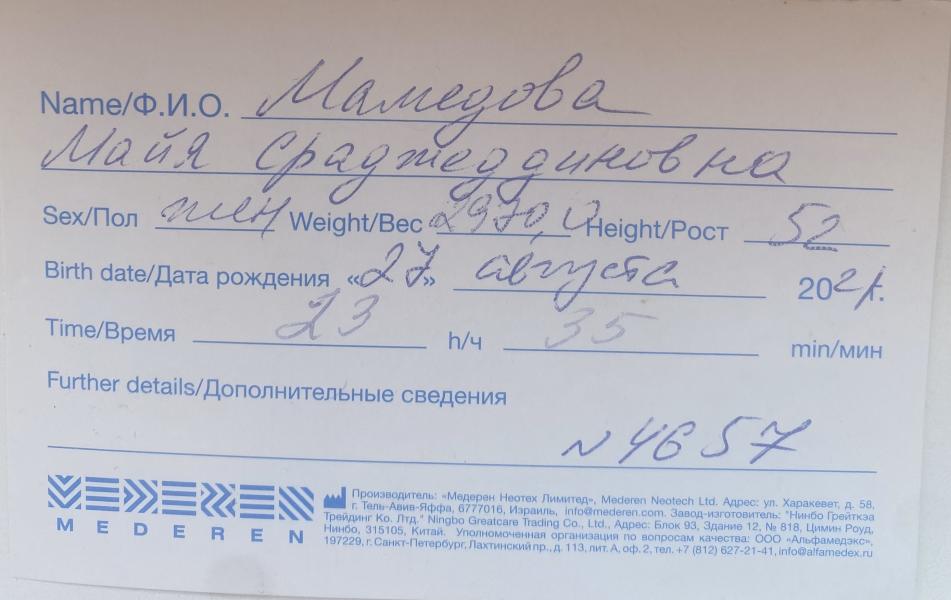 Name/Ф.И.О. Мамедова
Майя Сраджеддиновна
Sex/Пол жен Weight/Вес 2970,0 Height/Рост 52
Birth date/Дата рождения «27» августа 2021г.
Time/Время 23 h/ч 35 min/мин
Further details/Дополнительные сведения
N 4657
MEDEREN
Производитель: «Медерен Неотех Лимитед», Mederen Neotech Ltd. Адрес: ул. Харакевет, д. 58,
г. Тель-Авив-Яффа, 6777016, Израиль, info@mederen.com. Завод-изготовитель: "Нинбо Грейткэа
Трейдинг Ко. Лтд." Ningbo Greatcare Trading Co., Ltd., Адрес: Блок 93, Здание 12, № 818, Цимин Роуд,
Нинбо, 315105, Китай. Уполномоченная организация по вопросам качества: ООО «Альфамедэкс»,
197229, г. Санкт-Петербург, Лахтинский пр., д. 113, лит. А, оф. 2, тел. +7 (812) 627-21-41, info@alfamedex.ru